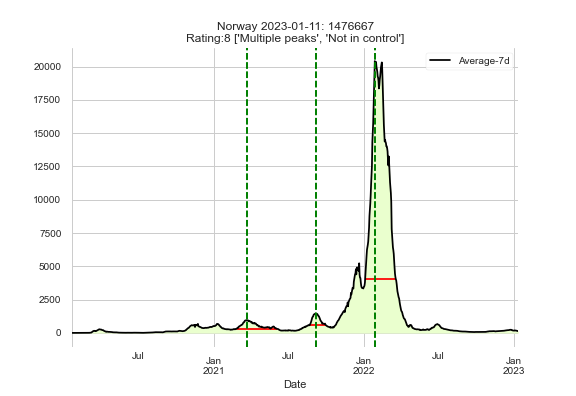 Norway 2023-01-11: 1476667
Rating:8 ['Multiple peaks', 'Not in control']
Average-7d
20000
17500
15000
12500
10000
7500
5000
2500
0
Jul
Jan
2021
Jul
Jan
2022
Jul
Jan
2023
Date